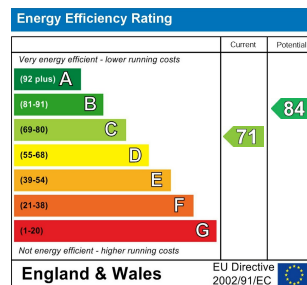 Energy Efficiency Rating
Current Potential
Very energy efficient - lower running costs
(92 plus) A
(81-91) B
84
(69-80) C
71
(55-68) D
(39-54) E
(21-38) F
(1-20) G
Not energy efficient - higher running costs
England & Wales
EU Directive
2002/91/EC